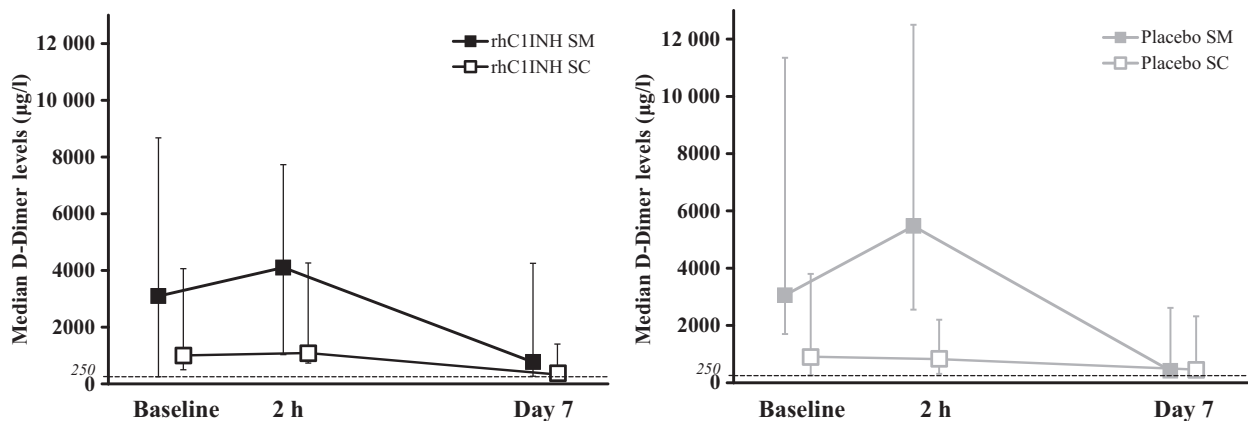 12 000
10 000
8000
6000
4000
2000
250
0
Median D-Dimer levels (µg/l)
rhC1INH SM
rhC1INH SC
Baseline
2 h
Day 7
12 000
10 000
8000
6000
4000
2000
250
0
Median D-Dimer levels (µg/l)
Placebo SM
Placebo SC
Baseline
2 h
Day 7